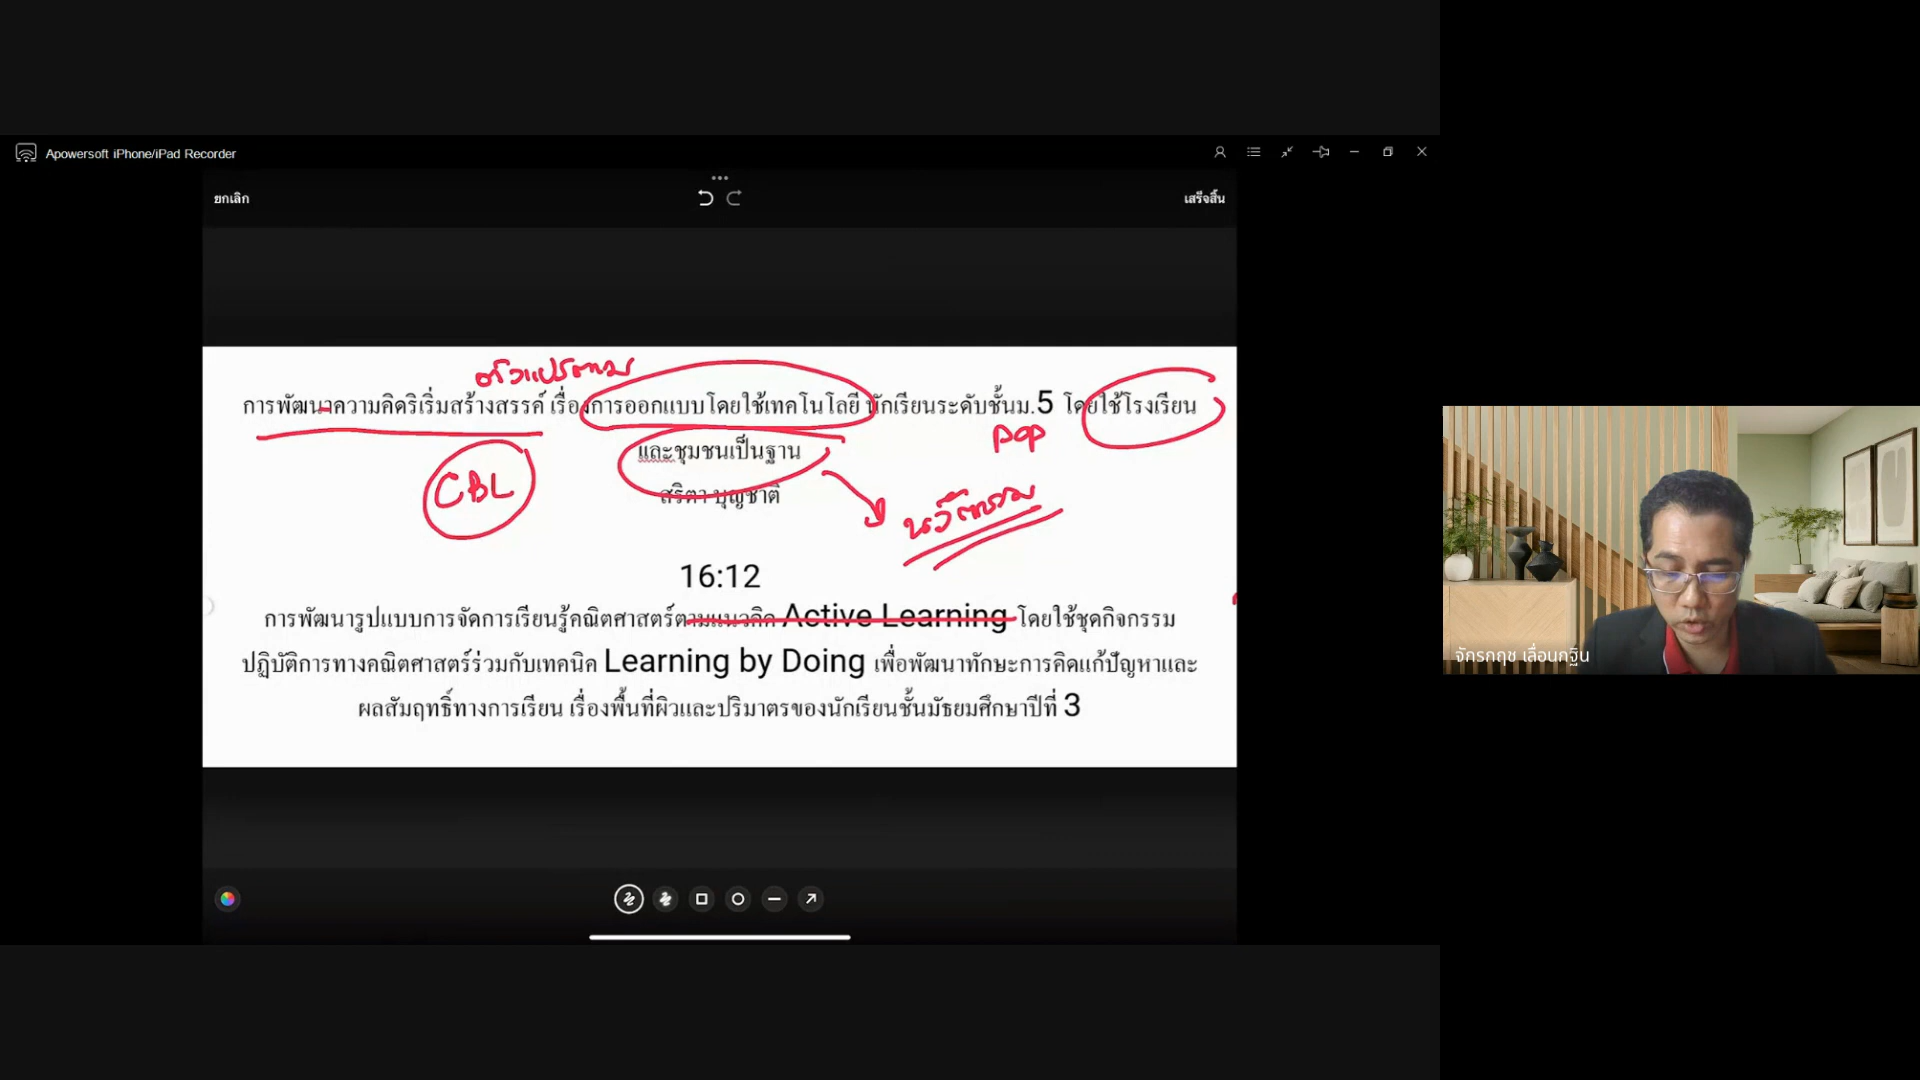 Apowersoft iPhone/iPad Recorder
ยกเลิก
เสร็จสิ้น
ตัวแปรตาม
การพัฒนาความคิดริเริ่มสร้างสรรค์ เรื่องการออกแบบโดยใช้เทคโนโลยี นักเรียนระดับชั้นม.5 โดยใช้โรงเรียน
pop
และชุมชนเป็นฐาน
CBL
สริตา บุญชาติ
นวัตกรรม
16:12
การพัฒนารูปแบบการจัดการเรียนรู้คณิตศาสตร์ตามแนวคิด Active Learning โดยใช้ชุดกิจกรรม
ปฏิบัติการทางคณิตศาสตร์ร่วมกับเทคนิค Learning by Doing เพื่อพัฒนาทักษะการคิดแก้ปัญหาและ
ผลสัมฤทธิ์ทางการเรียน เรื่องพื้นที่ผิวและปริมาตรของนักเรียนชั้นมัธยมศึกษาปีที่ 3
จักรกฤช เลื่อนกฐิน